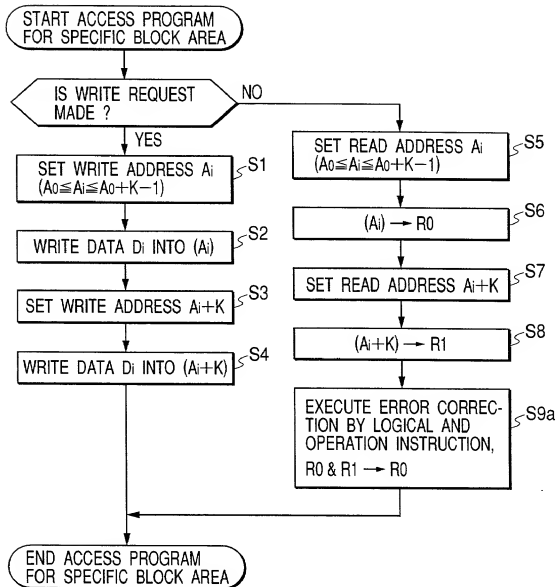 START ACCESS PROGRAM
FOR SPECIFIC BLOCK AREA
IS WRITE REQUEST
MADE ?
NO
YES
SET WRITE ADDRESS Ai
(A0≦Ai≦A0+K−1)
S1
WRITE DATA Di INTO (Ai)
S2
SET WRITE ADDRESS Ai+K
S3
WRITE DATA Di INTO (Ai+K)
S4
SET READ ADDRESS Ai
(A0≦Ai≦A0+K−1)
S5
(Ai) → R0
S6
SET READ ADDRESS Ai+K
S7
(Ai+K) → R1
S8
EXECUTE ERROR CORREC-
TION BY LOGICAL AND
OPERATION INSTRUCTION,
R0 & R1 → R0
S9a
END ACCESS PROGRAM
FOR SPECIFIC BLOCK AREA